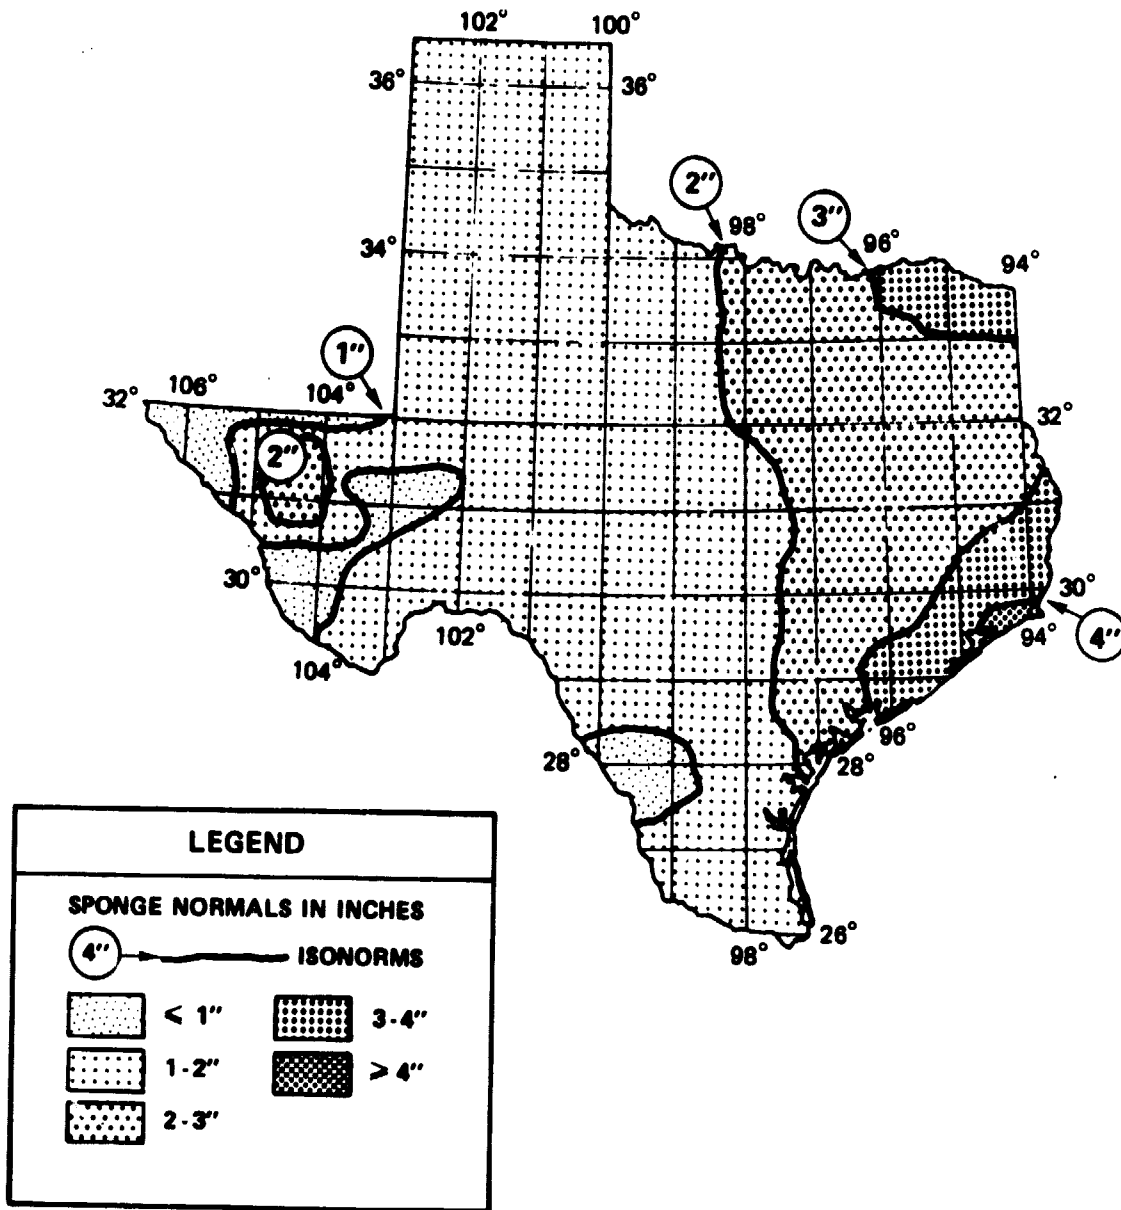 102° 100°
36° 36°
2" 98° 3" 96° 94°
34°
1"
32° 106° 104° 32°
2"
30° 30°
102° 94° 4"
104°
96°
28° 28°
98° 26°
LEGEND
SPONGE NORMALS IN INCHES
4" ISONORMS
⩽ 1" 3-4"
1-2" ⩾ 4"
2-3"